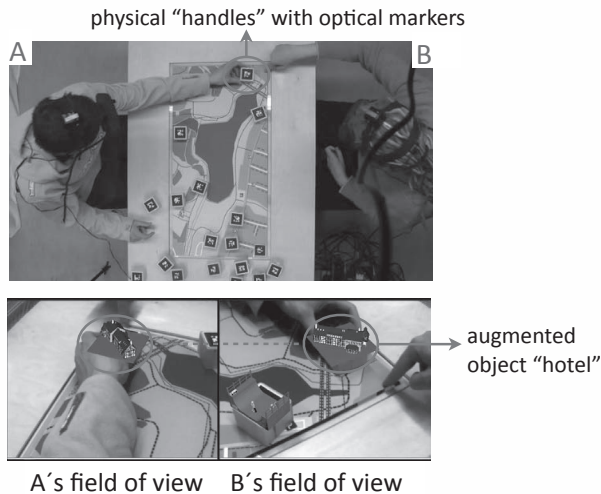 physical “handles” with optical markers
A
B
augmented
object “hotel”
A´s field of view
B´s field of view